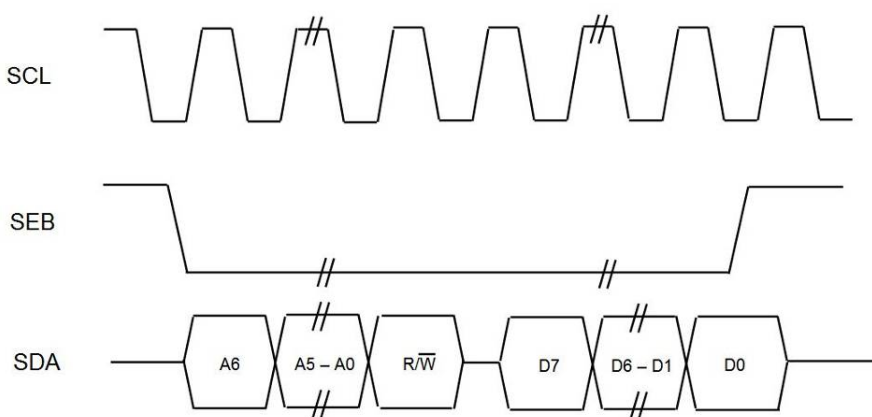 SCL
SEB
SDA
A6
A5 – A0
R/W̅
D7
D6 – D1
D0